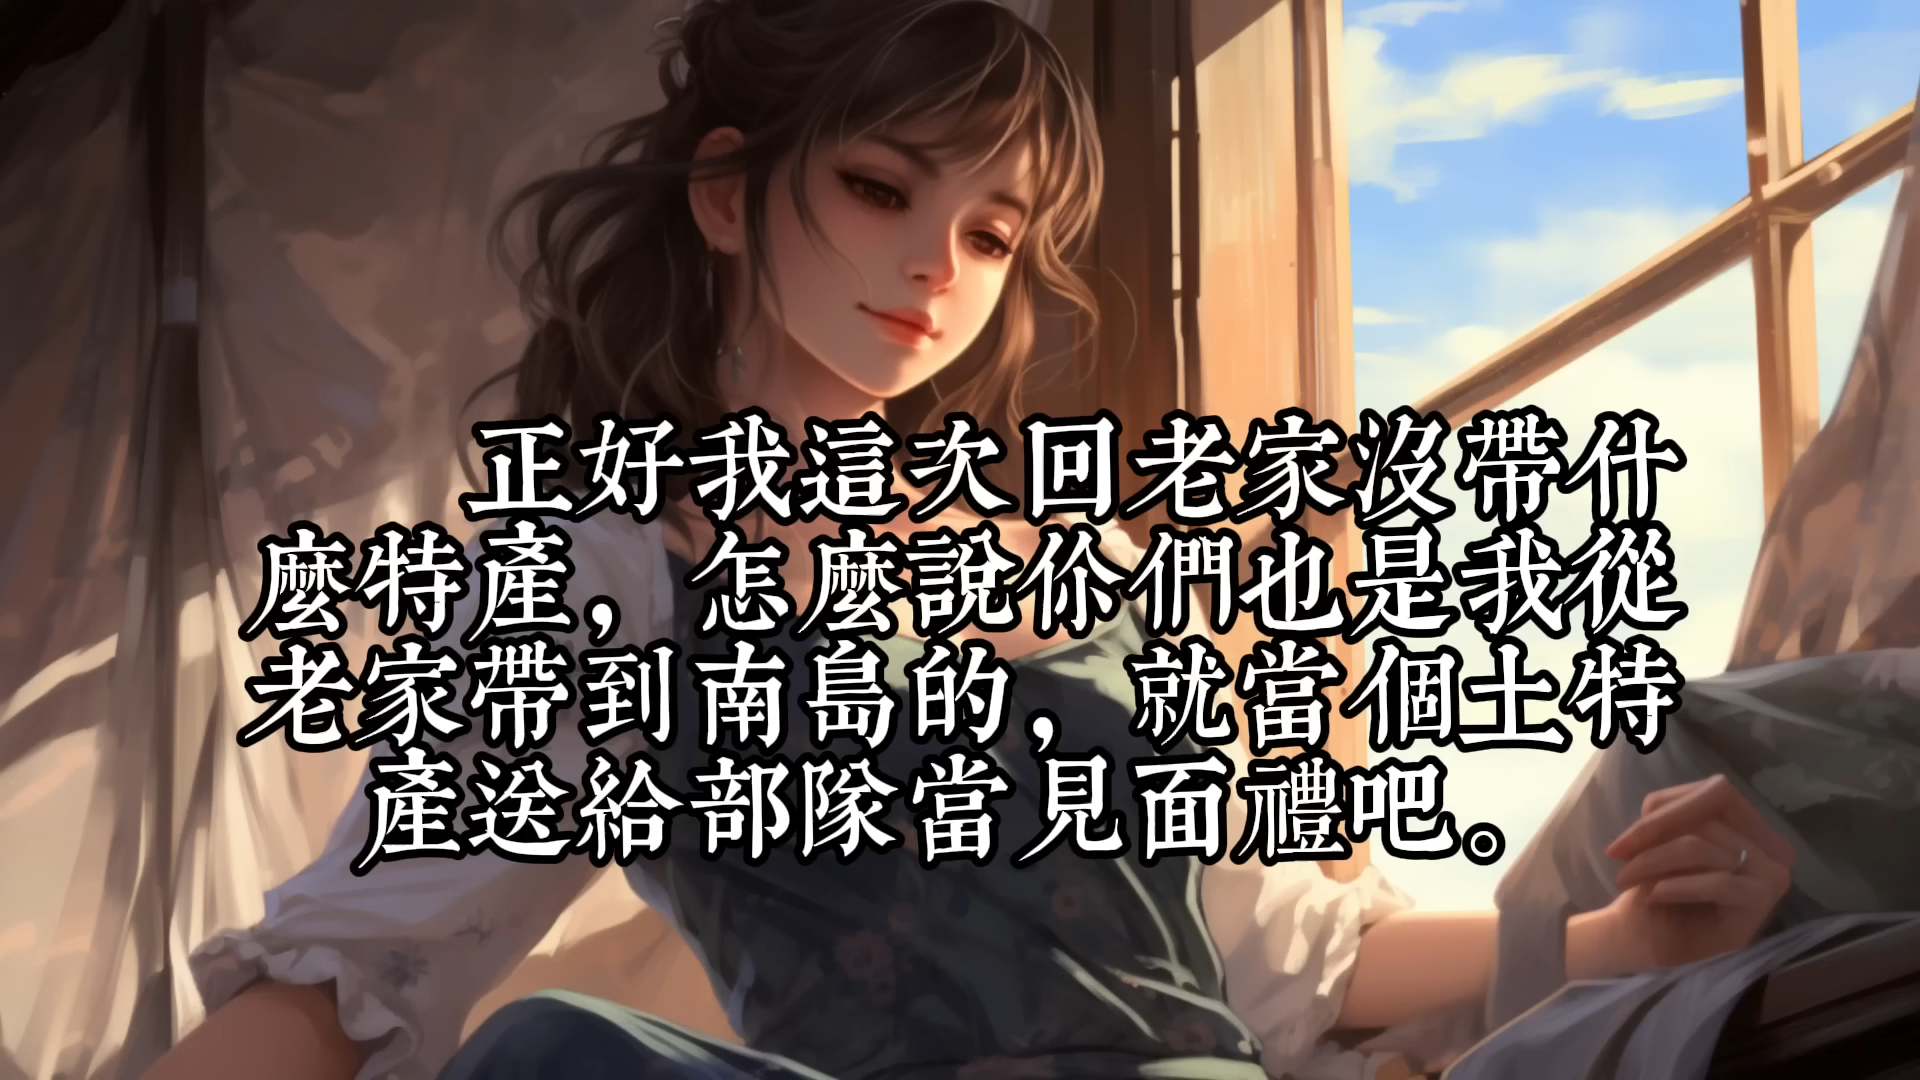 正好我這次回老家沒帶什
麼特產，怎麼說你們也是我從
老家帶到南島的，就當個土特
產送給部隊當見面禮吧。